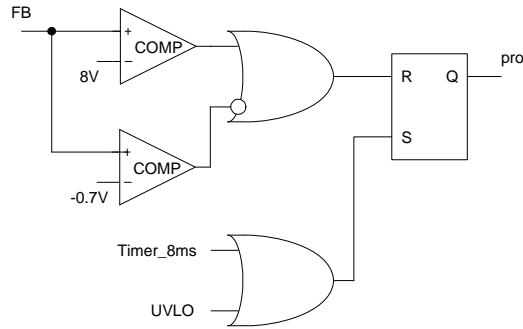 FB
pro
+
COMP
−
8V
R Q
S
+
COMP
−
-0.7V
Timer_8ms
UVLO